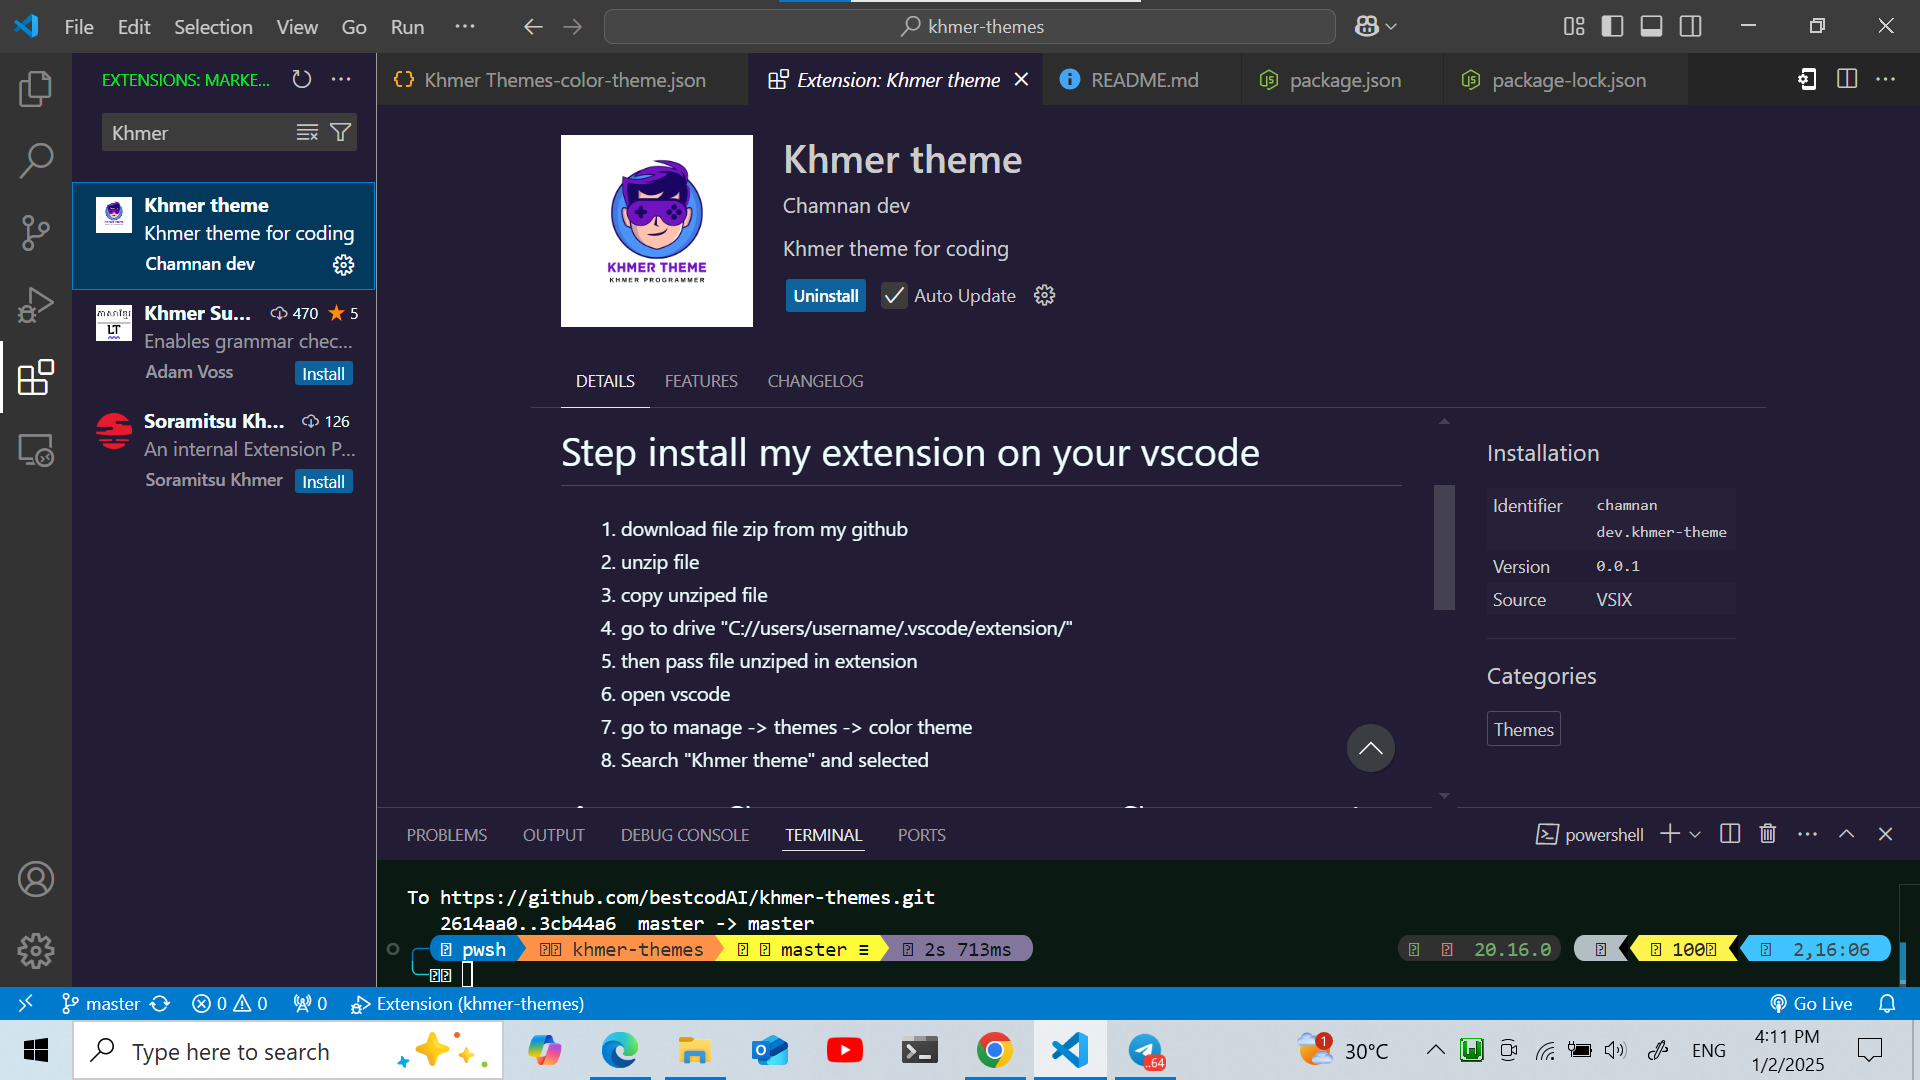 File Edit Selection View Go Run
khmer-themes
EXTENSIONS: MARKE...
Khmer
Khmer theme
Khmer theme for coding
Chamnan dev
Khmer Su... 470 5
Enables grammar chec...
Adam Voss Install
Soramitsu Kh... 126
An internal Extension P...
Soramitsu Khmer Install
Khmer Themes-color-theme.json
Extension: Khmer theme
README.md
package.json
package-lock.json
KHMER THEME
KHMER PROGRAMMER
Khmer theme
Chamnan dev
Khmer theme for coding
Uninstall Auto Update
DETAILS FEATURES CHANGELOG
Step install my extension on your vscode
1. download file zip from my github
2. unzip file
3. copy unziped file
4. go to drive "C://users/username/.vscode/extension/"
5. then pass file unziped in extension
6. open vscode
7. go to manage -> themes -> color theme
8. Search "Khmer theme" and selected
Installation
Identifier chamnan
dev.khmer-theme
Version 0.0.1
Source VSIX
Categories
Themes
PROBLEMS OUTPUT DEBUG CONSOLE TERMINAL PORTS
powershell
To https://github.com/bestcodAI/khmer-themes.git
2614aa0..3cb44a6 master -> master
pwsh khmer-themes master ≡ 2s 713ms
20.16.0 100 2,16:06
master 0 0 0 Extension (khmer-themes)
Go Live
Type here to search
..64
1 30°C
ENG
4:11 PM
1/2/2025